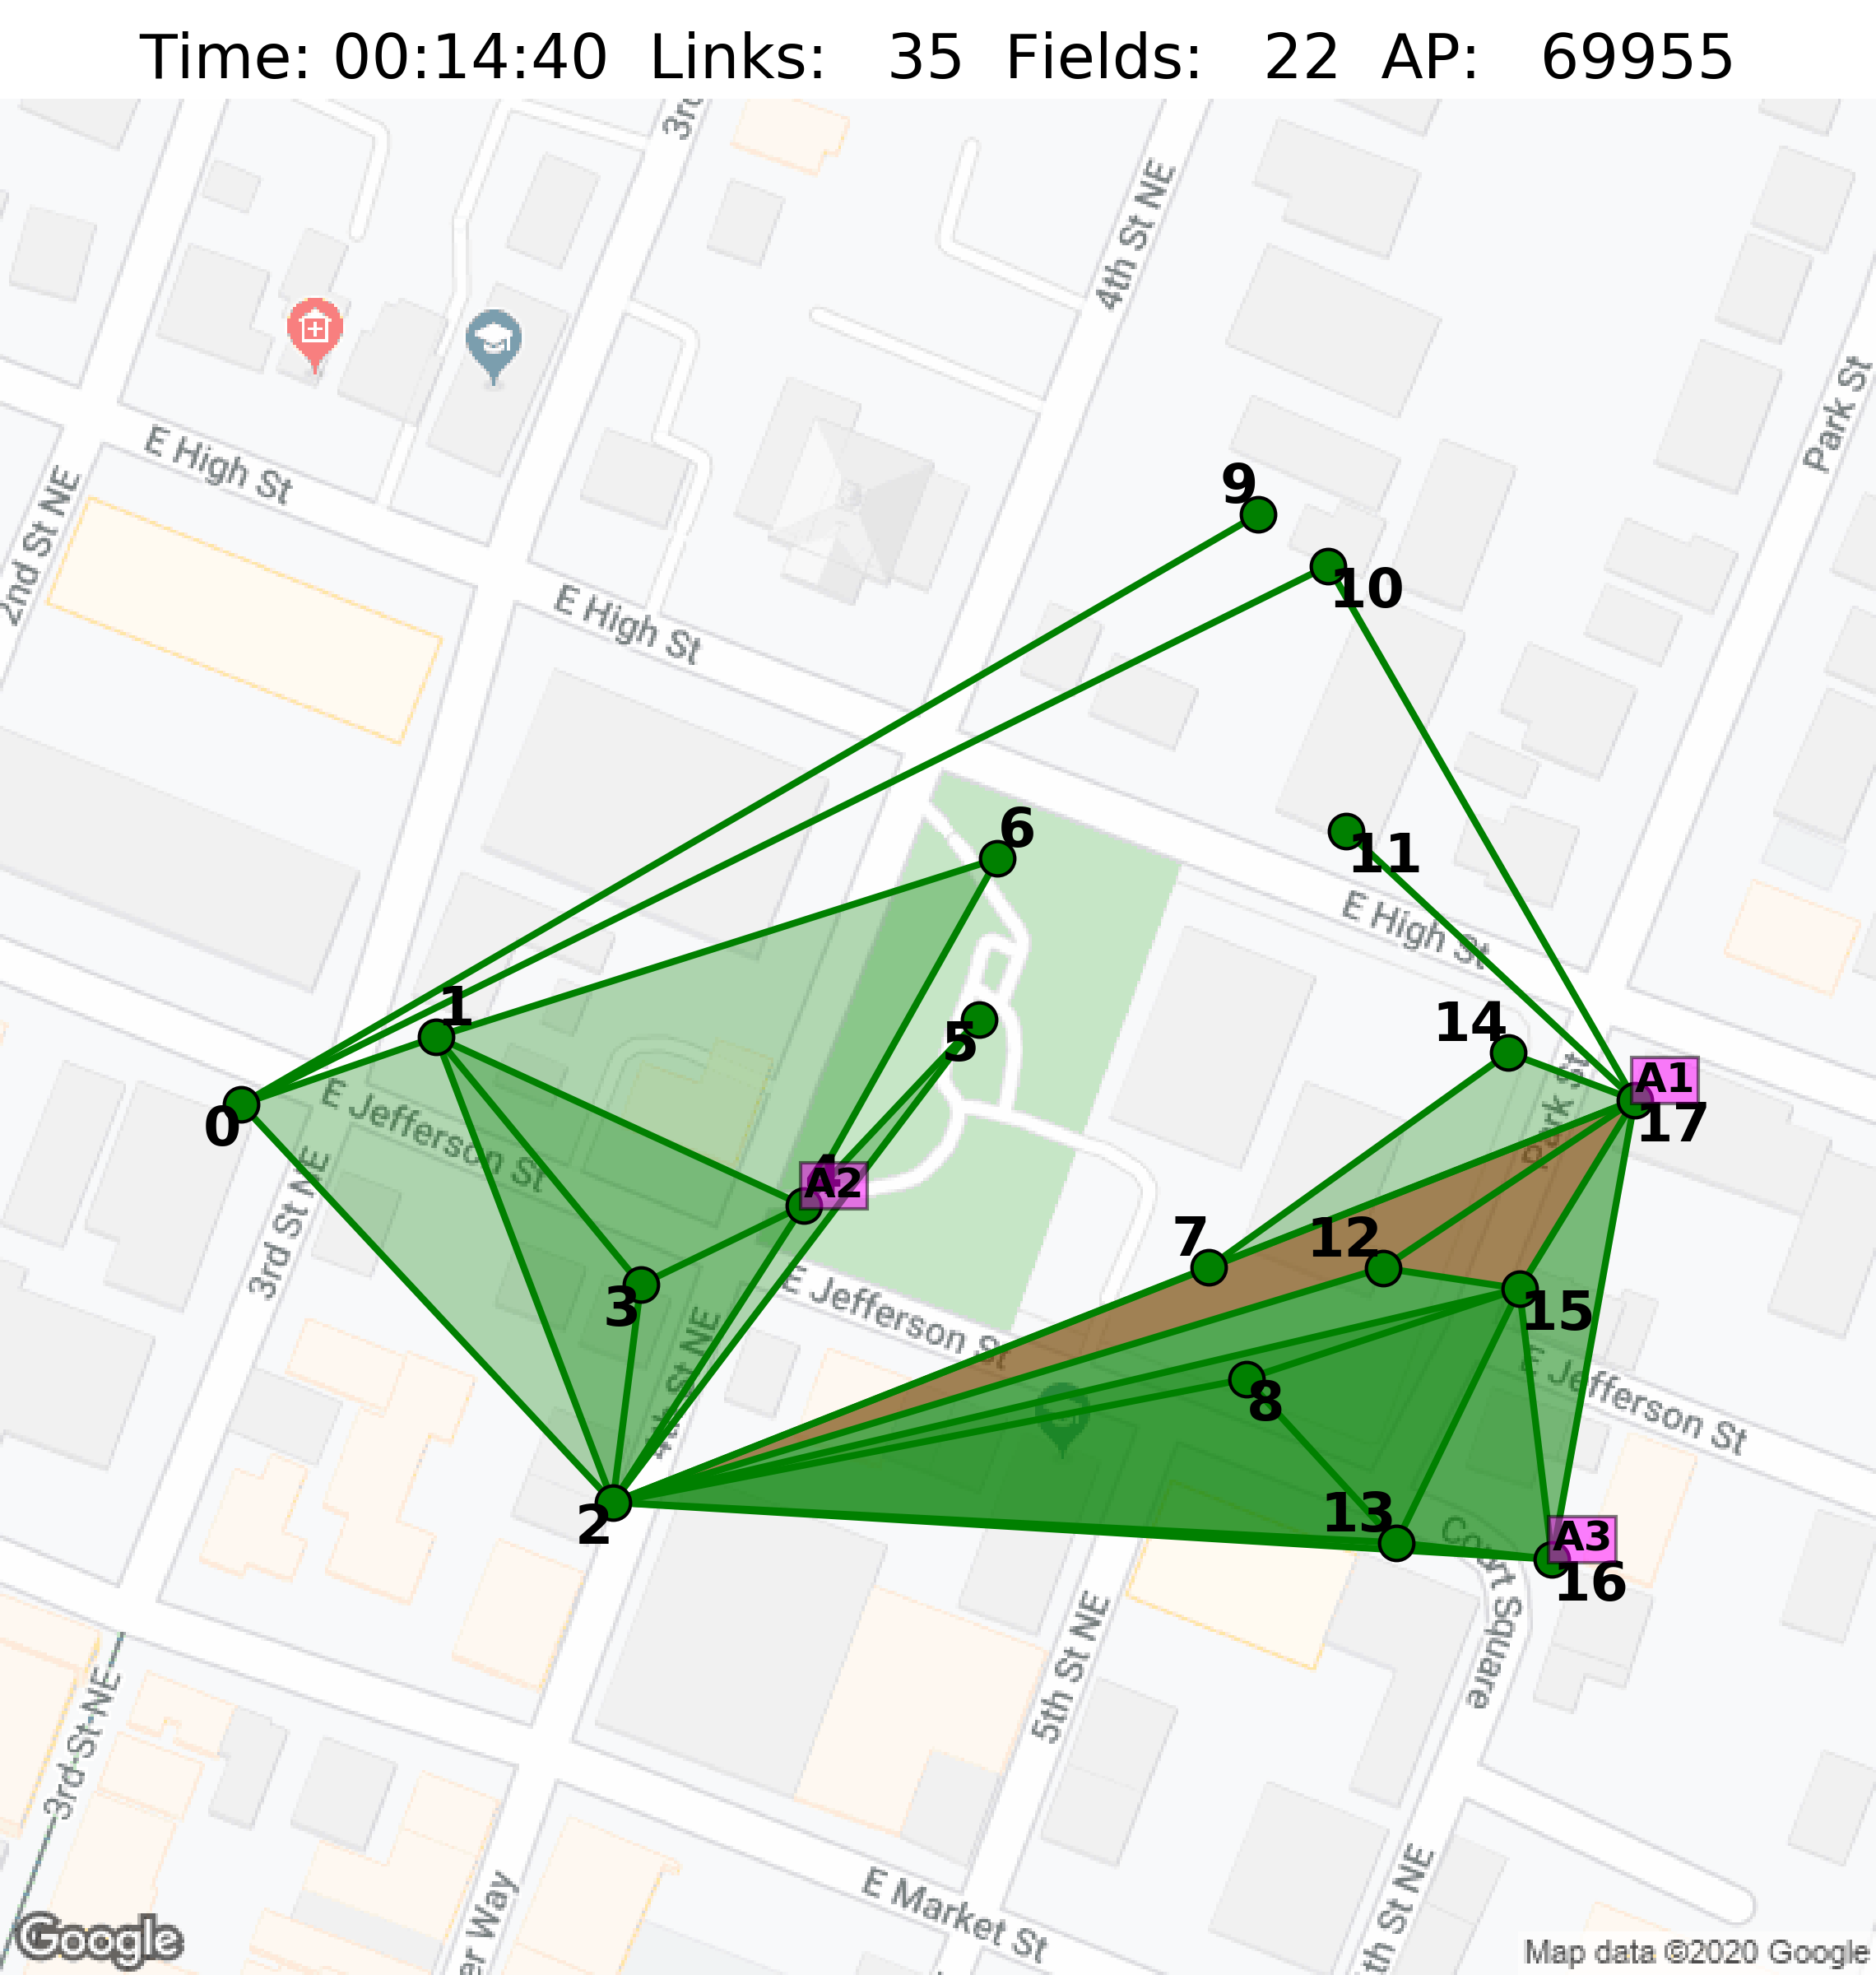 Time: 00:14:40 Links: 35 Fields: 22 AP: 69955
3rd
4th St NE
Park St
E High St
2nd St NE
9
10
E High St
6
11
E High St
1
5
14
A1
17
0
E Jefferson St
Park St
3rd St NE
A2
7
12
3
E Jefferson St
15
4th St NE
8
E Jefferson St
2
13
A3
16
Court Square
5th St NE
3rd St NE
E Market St
er Way
th St NE
Google
Map data ©2020 Google